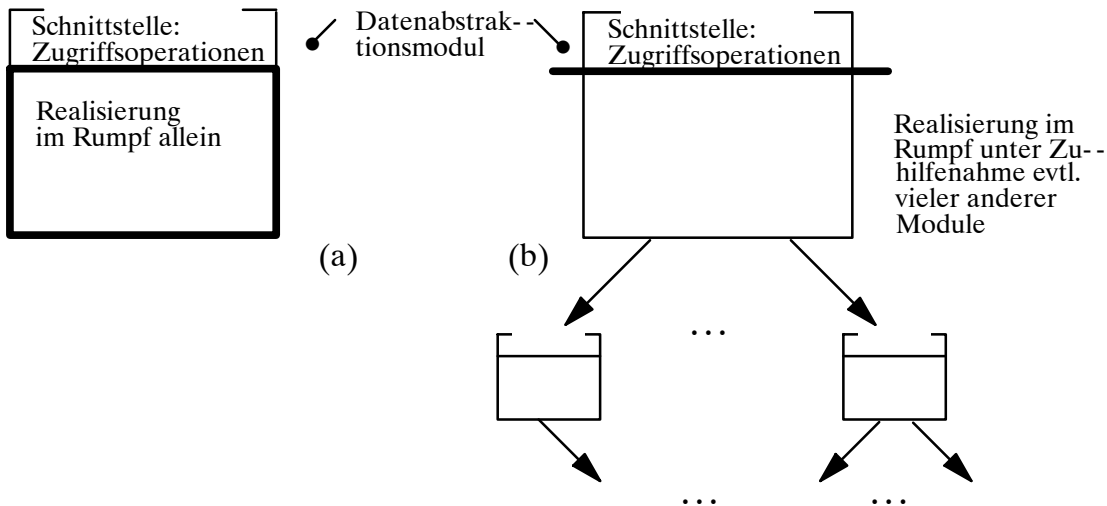 Schnittstelle:
Zugriffsoperationen
Realisierung
im Rumpf allein
(a)
Datenabstrak--
tionsmodul
Schnittstelle:
Zugriffsoperationen
Realisierung im
Rumpf unter Zu--
hilfenahme evtl.
vieler anderer
Module
(b)
...
...
...